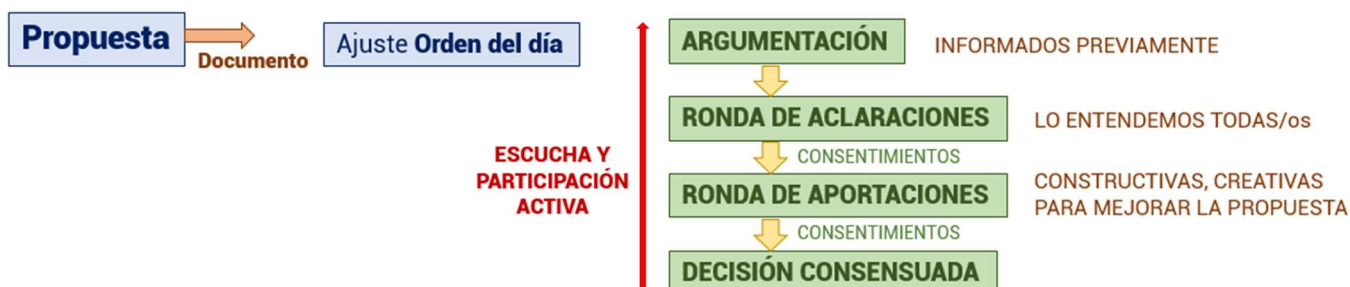 Propuesta
Documento
Ajuste Orden del día
ESCUCHA Y
PARTICIPACIÓN
ACTIVA
ARGUMENTACIÓN
INFORMADOS PREVIAMENTE
RONDA DE ACLARACIONES
LO ENTENDEMOS TODAS/os
CONSENTIMIENTOS
RONDA DE APORTACIONES
CONSTRUCTIVAS, CREATIVAS
PARA MEJORAR LA PROPUESTA
CONSENTIMIENTOS
DECISIÓN CONSENSUADA